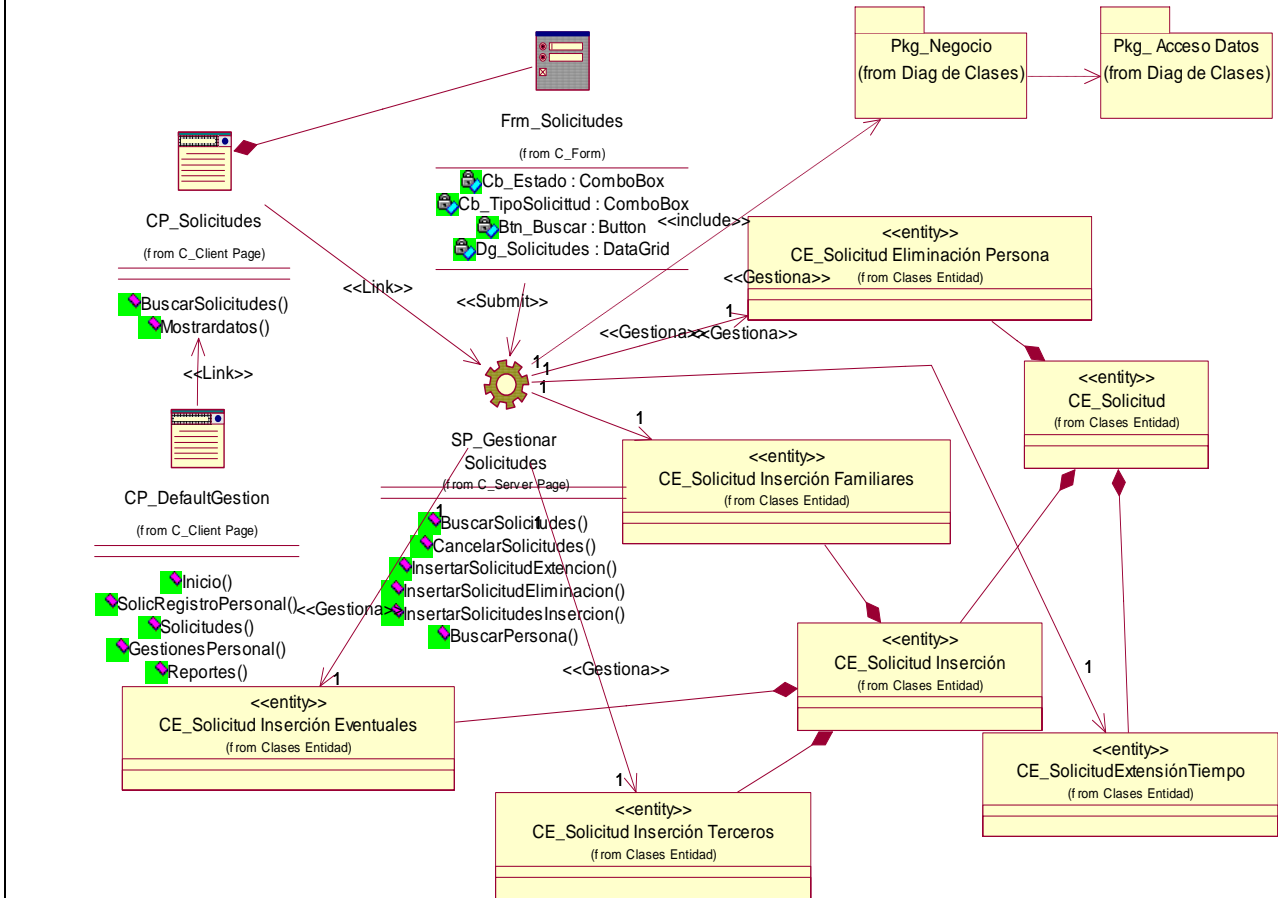 Pkg_Negocio
(from Diag de Clases)
Pkg_ Acceso Datos
(from Diag de Clases)
Frm_Solicitudes
(from C_Form)
Cb_Estado : ComboBox
Cb_TipoSolicittud : ComboBox
Btn_Buscar : Button
Dg_Solicitudes : DataGrid
CP_Solicitudes
(from C_Client Page)
BuscarSolicitudes()
Mostrardatos()
<<Link>>
<<Submit>>
<<include>>
<<Gestiona>>
<<Gestiona>>
<<Gestiona>>
<<entity>>
CE_Solicitud Eliminación Persona
(from Clases Entidad)
1
1
1
1
<<Link>>
<<entity>>
CE_Solicitud
(from Clases Entidad)
CP_DefaultGestion
(from C_Client Page)
Inicio()
SolicRegistroPersonal()
Solicitudes()
GestionesPersonal()
Reportes()
SP_Gestionar
Solicitudes
(from C_Server Page)
BuscarSolicitudes()
CancelarSolicitudes()
InsertarSolicitudExtencion()
InsertarSolicitudEliminacion()
InsertarSolicitudesInsercion()
BuscarPersona()
1
1
1
<<entity>>
CE_Solicitud Inserción Familiares
(from Clases Entidad)
<<Gestiona>>
<<Gestiona>>
<<entity>>
CE_Solicitud Inserción
(from Clases Entidad)
1
1
1
<<entity>>
CE_Solicitud Inserción Eventuales
(from Clases Entidad)
<<entity>>
CE_SolicitudExtensiónTiempo
(from Clases Entidad)
<<entity>>
CE_Solicitud Inserción Terceros
(from Clases Entidad)